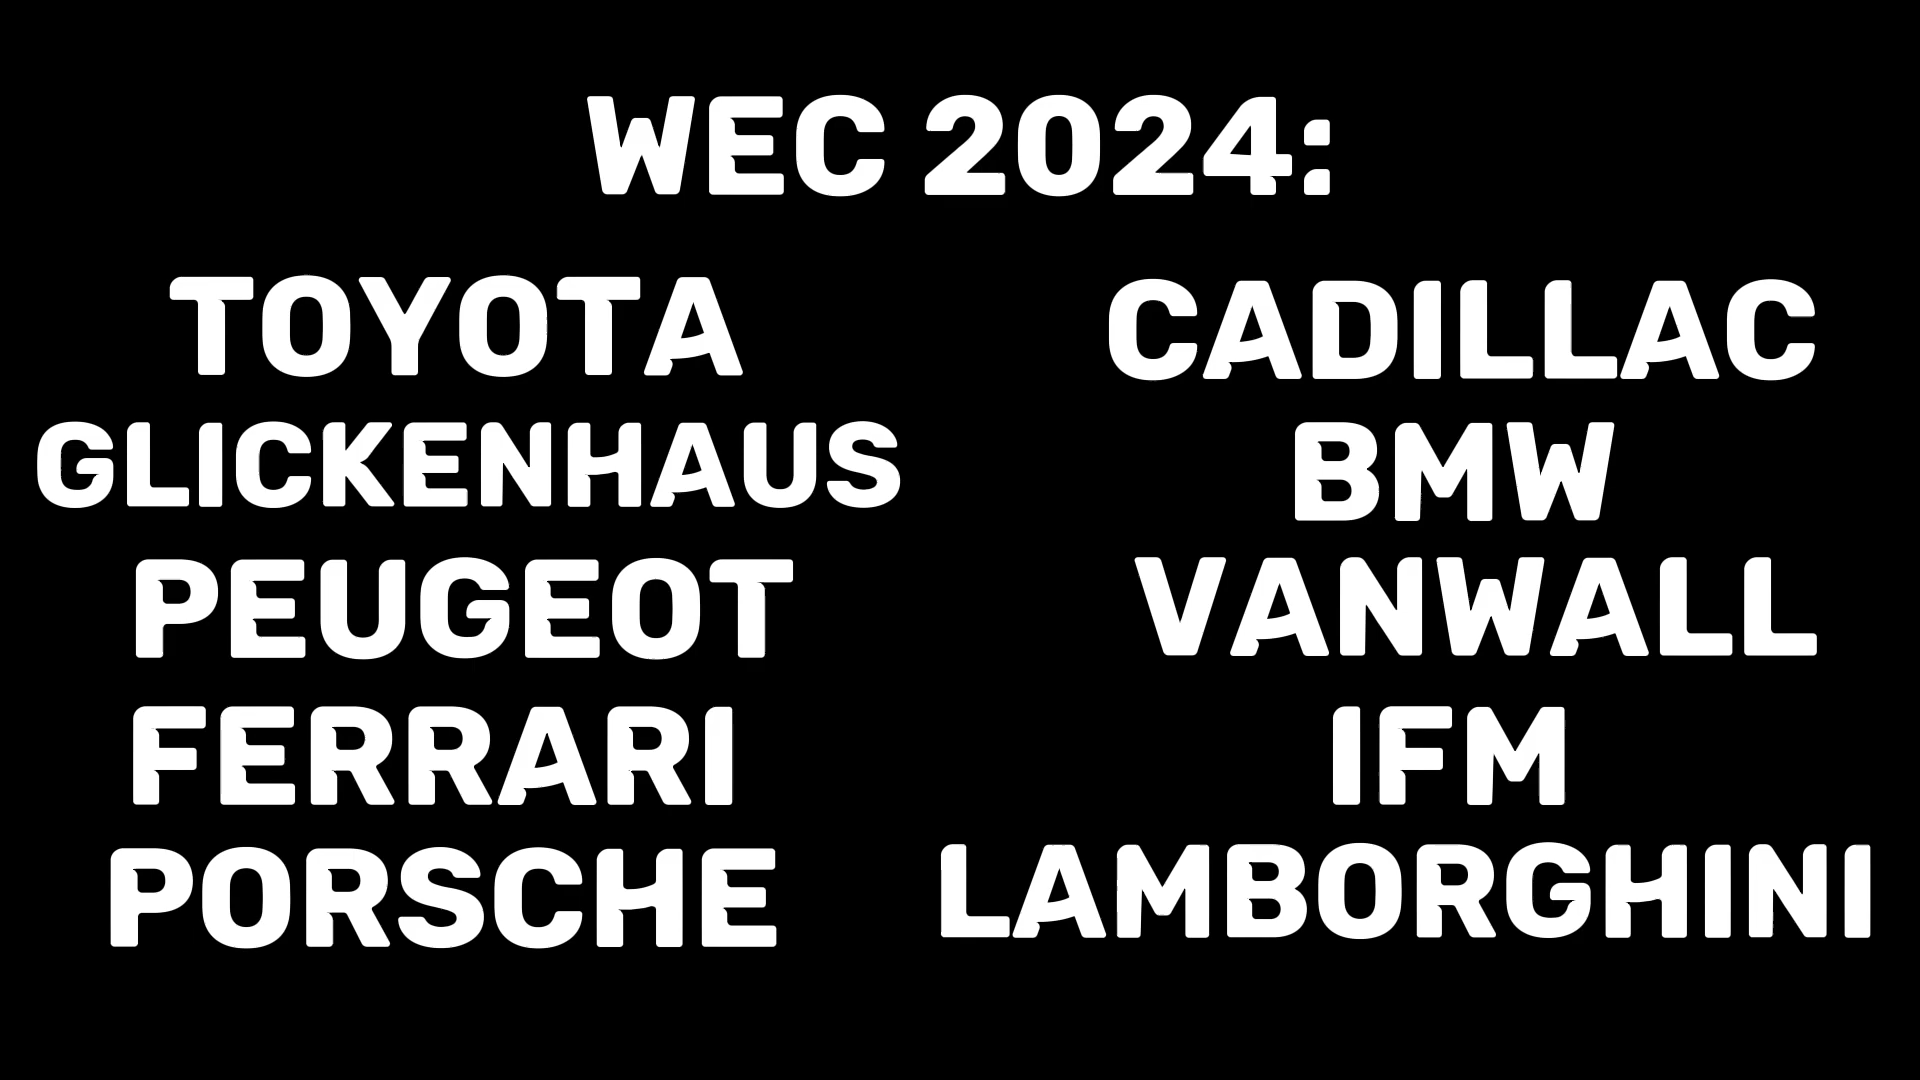 WEC 2024:
TOYOTA
GLICKENHAUS
PEUGEOT
FERRARI
PORSCHE
CADILLAC
BMW
VANWALL
IFM
LAMBORGHINI